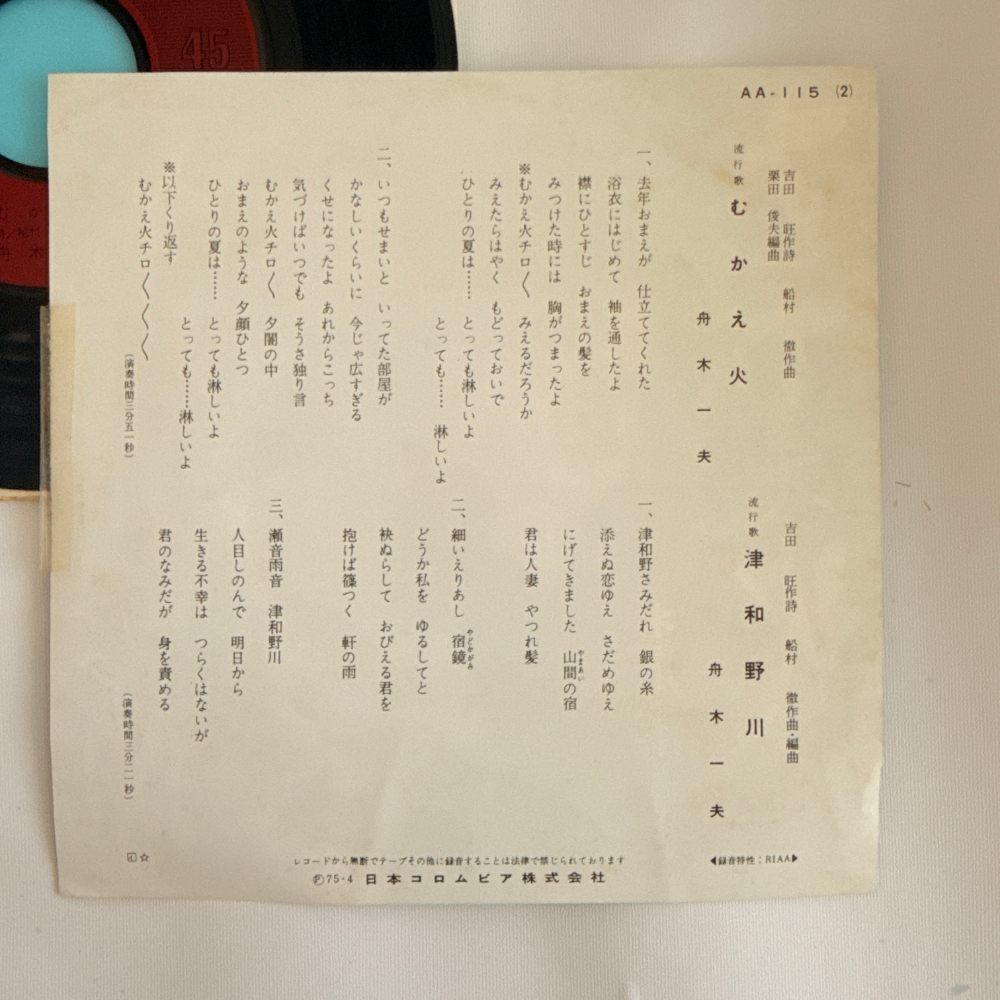 45
AA-115 (2)
吉田 旺作詩 船村 徹作曲
栗田 俊夫編曲
流行歌 むかえ火
舟木一夫
一、去年おまえが 仕立ててくれた
浴衣にはじめて 袖を通したよ
襟にひとすじ おまえの髪を
みつけた時には 胸がつまったよ
※むかえ火チロ〳〵 みえるだろうか
みえたらはやく もどっておいで
ひとりの夏は…… とっても淋しいよ
とっても…… 淋しいよ
二、いつもせまいと いってた部屋が
かなしいくらいに 今じゃ広すぎる
くせになったよ あれからこっち
気づけばいつでも そうさ独り言
むかえ火チロ〳〵 夕闇の中
おまえのような 夕顔ひとつ
ひとりの夏は…… とっても淋しいよ
とっても……淋しいよ
※以下くり返す
むかえ火チロ〳〵〳〵〳〵
(演奏時間三分五一秒)
吉田 旺作詩 船村 徹作曲・編曲
流行歌 津和野川
舟木一夫
一、津和野さみだれ 銀の糸
添えぬ恋ゆえ さだめゆえ
にげてきました 山間の宿
やまあい
君は人妻 やつれ髪
二、細いえりあし 宿鏡
やどかがみ
どうか私を ゆるしてと
袂ぬらして おびえる君を
抱けば篠つく 軒の雨
三、瀬音雨音 津和野川
人目しのんで 明日から
生きる不幸は つらくはないが
君のなみだが 身を責める
(演奏時間三分二一秒)
レコードから無断でテープその他に録音することは法律で禁じられております
◀録音特性:RIAA▶
Ⓟ75・4 日本コロムビア株式会社
☆